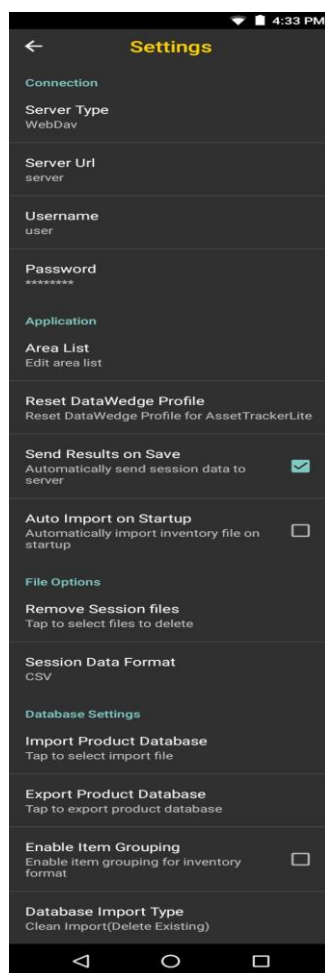 4:33 PM
Settings
Connection
Server Type
WebDav
Server Url
server
Username
user
Password
********
Application
Area List
Edit area list
Reset DataWedge Profile
Reset DataWedge Profile for AssetTrackerLite
Send Results on Save
Automatically send session data to
server
Auto Import on Startup
Automatically import inventory file on
startup
File Options
Remove Session files
Tap to select files to delete
Session Data Format
CSV
Database Settings
Import Product Database
Tap to select import file
Export Product Database
Tap to export product database
Enable Item Grouping
Enable item grouping for inventory
format
Database Import Type
Clean Import(Delete Existing)